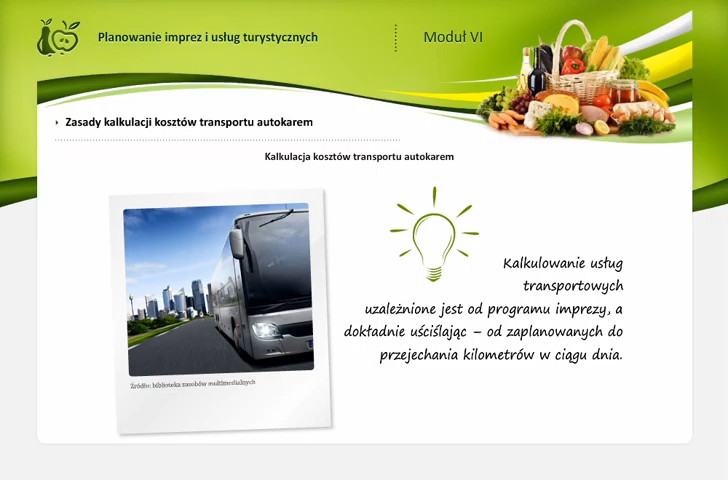 Planowanie imprez i usług turystycznych
Moduł VI
Zasady kalkulacji kosztów transportu autokarem
Kalkulacja kosztów transportu autokarem
Kalkulowanie usług
transportowych
uzależnione jest od programu imprezy, a
dokładnie uściślając – od zaplanowanych do
przejechania kilometrów w ciągu dnia.
Źródło: biblioteka zasobów multimedialnych